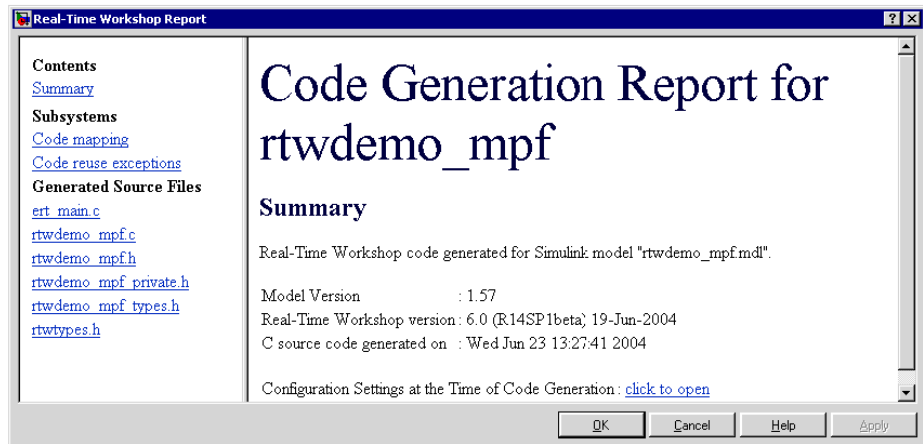 Real-Time Workshop Report
Contents
Summary
Subsystems
Code mapping
Code reuse exceptions
Generated Source Files
ert_main.c
rtwdemo_mpf.c
rtwdemo_mpf.h
rtwdemo_mpf_private.h
rtwdemo_mpf_types.h
rtwtypes.h
Code Generation Report for
rtwdemo_mpf
Summary
Real-Time Workshop code generated for Simulink model "rtwdemo_mpf.mdl".
Model Version : 1.57
Real-Time Workshop version : 6.0 (R14SP1beta) 19-Jun-2004
C source code generated on : Wed Jun 23 13:27:41 2004
Configuration Settings at the Time of Code Generation : click to open
OK Cancel Help Apply